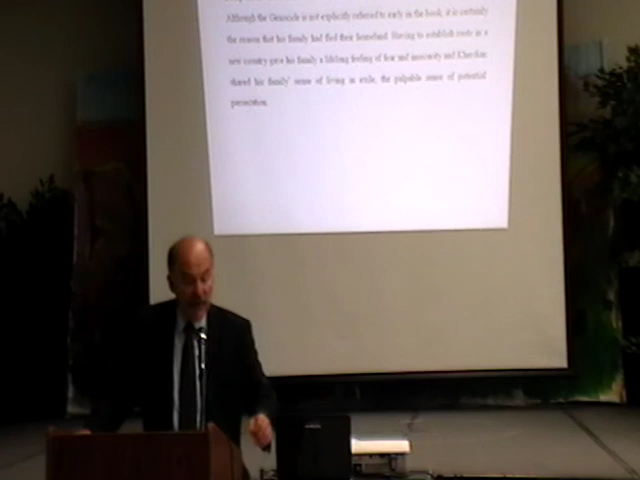 Although the Genocide is not explicitly referred to early in the book, it is certainly
the reason that his family had fled their homeland. Having to establish roots in a
new country gave his family a lifelong feeling of fear and insecurity and Kherdian
shared his family' sense of living in exile, the palpable sense of potential
persecution.